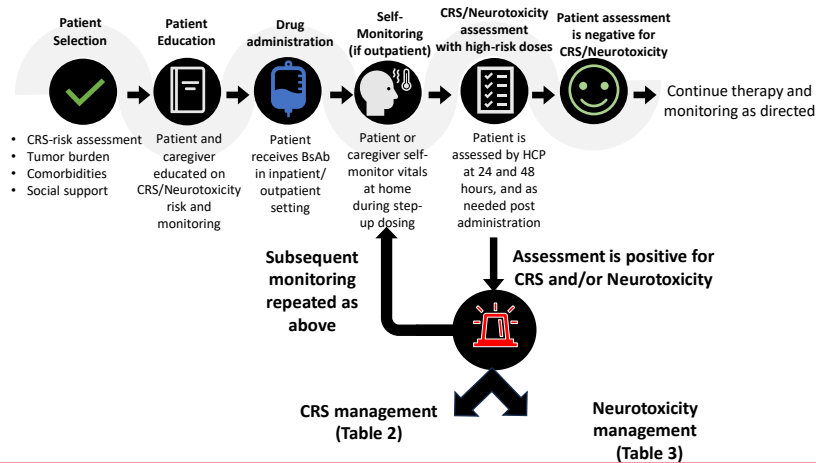 Patient
Selection
Patient
Education
Drug
administration
Self-
Monitoring
(if outpatient)
CRS/Neurotoxicity
assessment
with high-risk doses
Patient assessment
is negative for
CRS/Neurotoxicity
• CRS-risk assessment
• Tumor burden
• Comorbidities
• Social support
Patient and
caregiver
educated on
CRS/Neurotoxicity
risk and
monitoring
Patient
receives BsAb
in inpatient/
outpatient
setting
Patient or
caregiver self-
monitor vitals
at home
during step-
up dosing
Patient is
assessed by HCP
at 24 and 48
hours, and as
needed post
administration
Continue therapy and
monitoring as directed
Subsequent
monitoring
repeated as
above
Assessment is positive for
CRS and/or Neurotoxicity
CRS management
(Table 2)
Neurotoxicity
management
(Table 3)